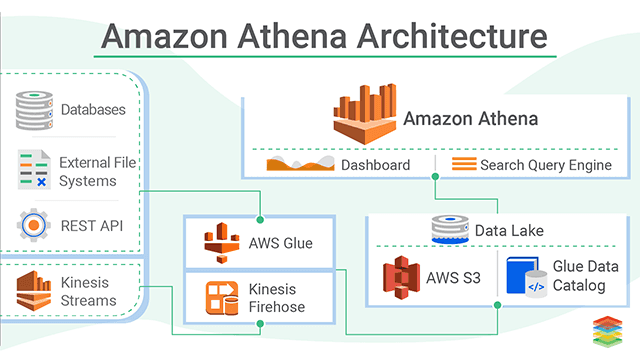 Amazon Athena Architecture
Databases
External File
Systems
REST API
Kinesis
Streams
AWS Glue
Kinesis
Firehose
Amazon Athena
Dashboard
Search Query Engine
Data Lake
AWS S3
Glue Data
Catalog
</>